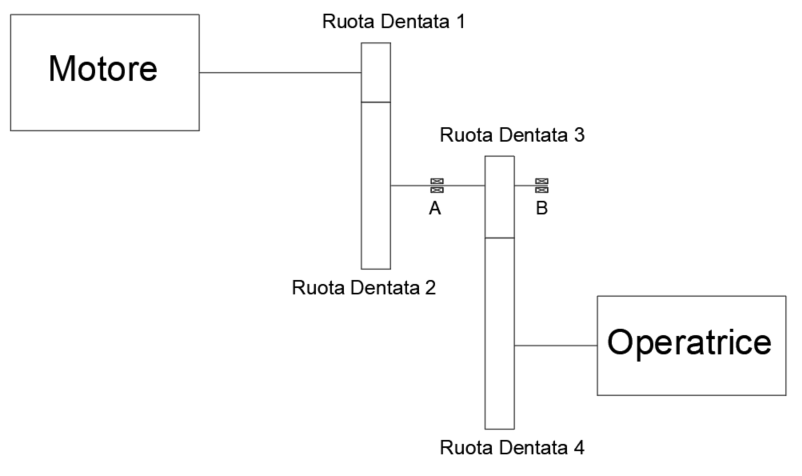 Ruota Dentata 1
Motore
Ruota Dentata 3
A
B
Ruota Dentata 2
Operatrice
Ruota Dentata 4